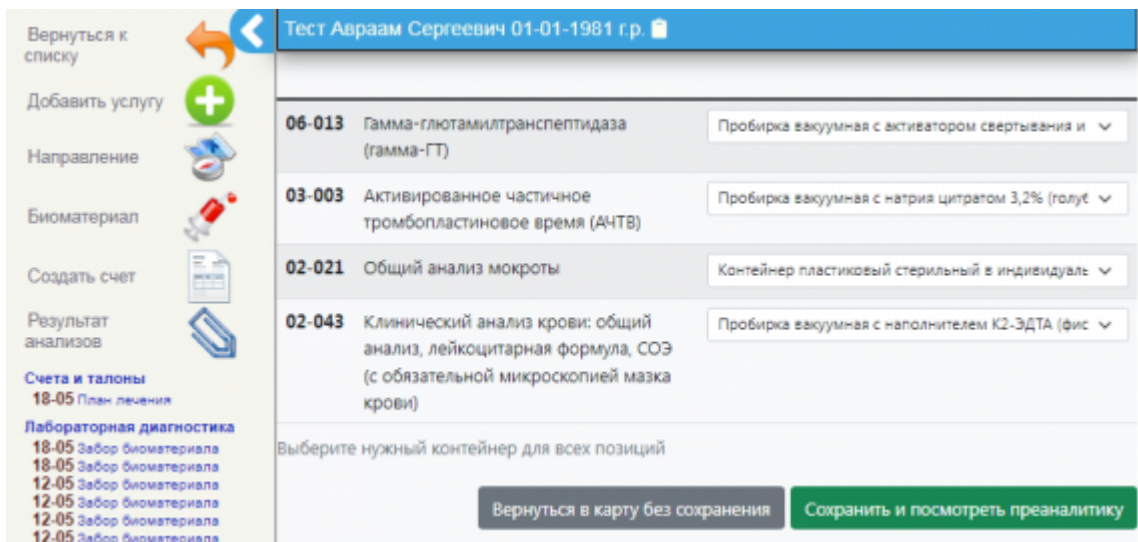 Вернуться к
списку
Добавить услугу
Направление
Биоматериал
Создать счет
Результат
анализов
Счета и талоны
18-05 План лечения
Лабораторная диагностика
18-05 Забор биоматериала
18-05 Забор биоматериала
12-05 Забор биоматериала
12-05 Забор биоматериала
12-05 Забор биоматериала
12-05 Забор биоматериала
Тест Авраам Сергеевич 01-01-1981 г.р.
06-013 Гамма-глютамилтранспептидаза
(гамма-ГТ)
Пробирка вакуумная с активатором свертывания и
03-003 Активированное частичное
тромбопластиновое время (АЧТВ)
Пробирка вакуумная с натрия цитратом 3,2% (голуб
02-021 Общий анализ мокроты
Контейнер пластиковый стерильный в индивидуаль
02-043 Клинический анализ крови: общий
анализ, лейкоцитарная формула, СОЭ
(с обязательной микроскопией мазка
крови)
Пробирка вакуумная с наполнителем К2-ЭДТА (фис
Выберите нужный контейнер для всех позиций
Вернуться в карту без сохранения
Сохранить и посмотреть преаналитику